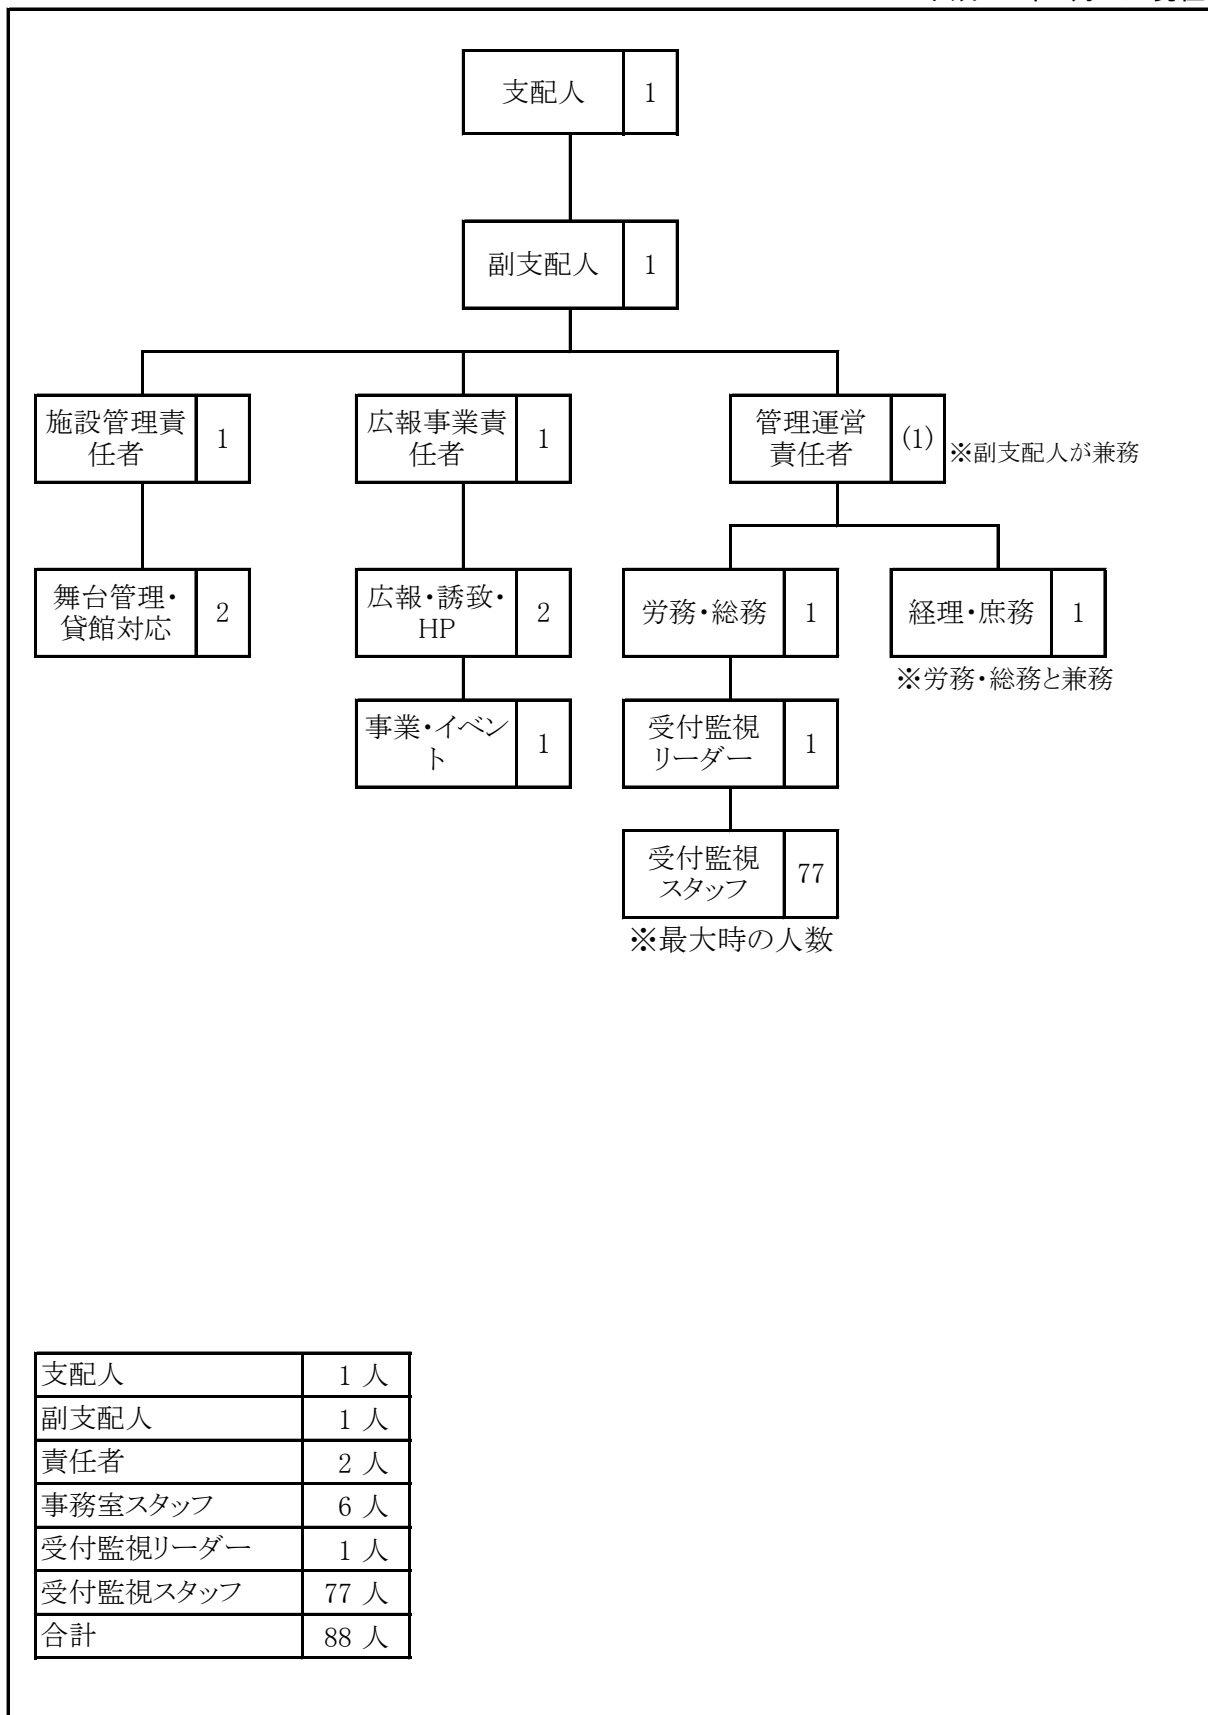 支配人 1
副支配人 1
施設管理責
任者
1
広報事業責
任者
1
管理運営
責任者
(1)
※副支配人が兼務
舞台管理・
貸館対応
2
広報・誘致・
HP
2
労務・総務 1
経理・庶務 1
※労務・総務と兼務
事業・イベン
ト
1
受付監視
リーダー
1
受付監視
スタッフ
77
※最大時の人数
支配人 1 人
副支配人 1 人
責任者 2 人
事務室スタッフ 6 人
受付監視リーダー 1 人
受付監視スタッフ 77 人
合計 88 人